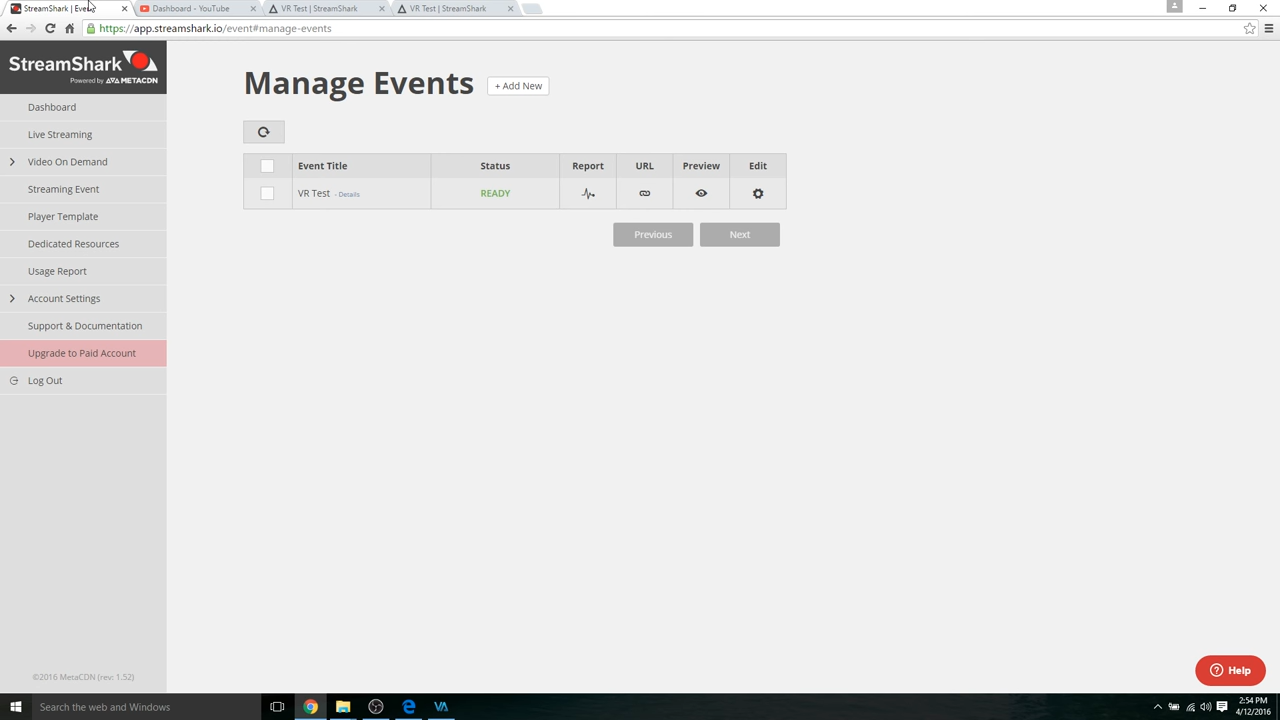 StreamShark | Event
Dashboard - YouTube
VR Test | StreamShark
VR Test | StreamShark
https://app.streamshark.io/event#manage-events
StreamShark
Powered by METACDN
Dashboard
Live Streaming
Video On Demand
Streaming Event
Player Template
Dedicated Resources
Usage Report
Account Settings
Support & Documentation
Upgrade to Paid Account
Log Out
©2016 MetaCDN (rev: 1.52)
Manage Events
+ Add New
Event Title Status Report URL Preview Edit
VR Test - Details READY
Previous Next
Help
Search the web and Windows
2:54 PM
4/12/2016